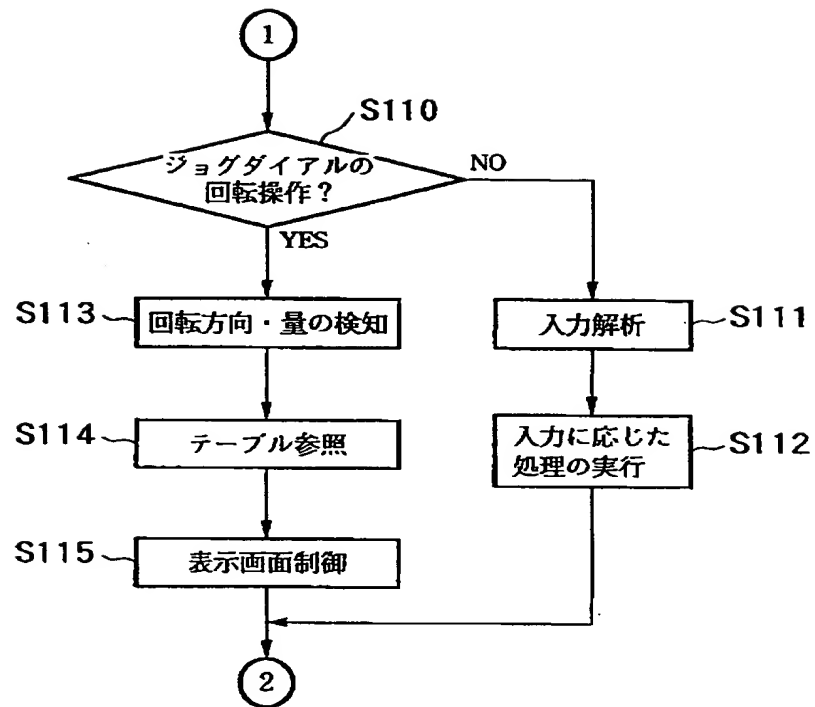 1
S110
ジョグダイアルの
回転操作？
NO
YES
S113
回転方向・量の検知
入力解析
S111
S114
テーブル参照
入力に応じた
処理の実行
S112
S115
表示画面制御
2